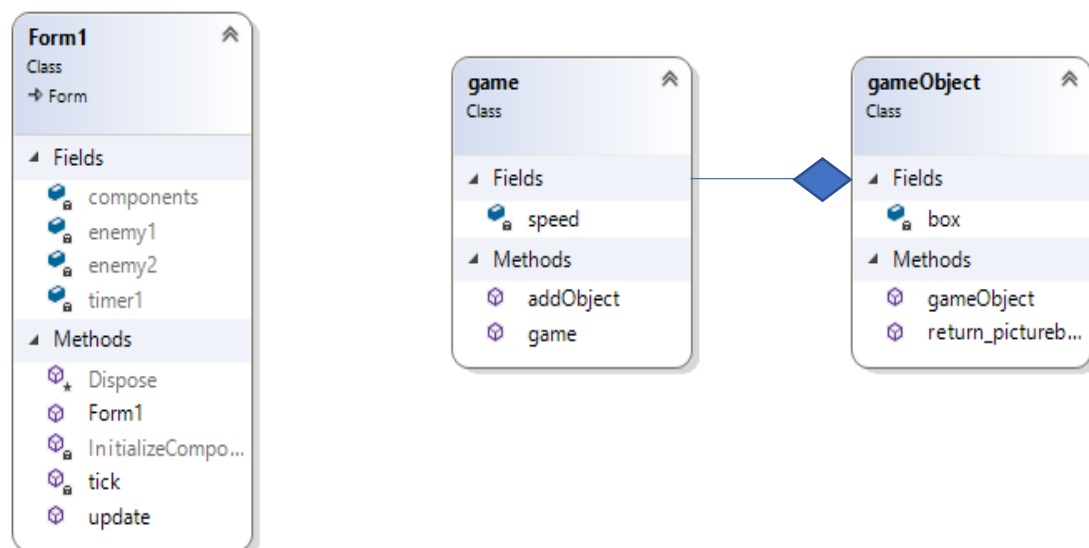 Form1
Class
Form
Fields
components
enemy1
enemy2
timer1
Methods
Dispose
Form1
InitializeCompo...
tick
update
game
Class
Fields
speed
Methods
addObject
game
gameObject
Class
Fields
box
Methods
gameObject
return_pictureb...